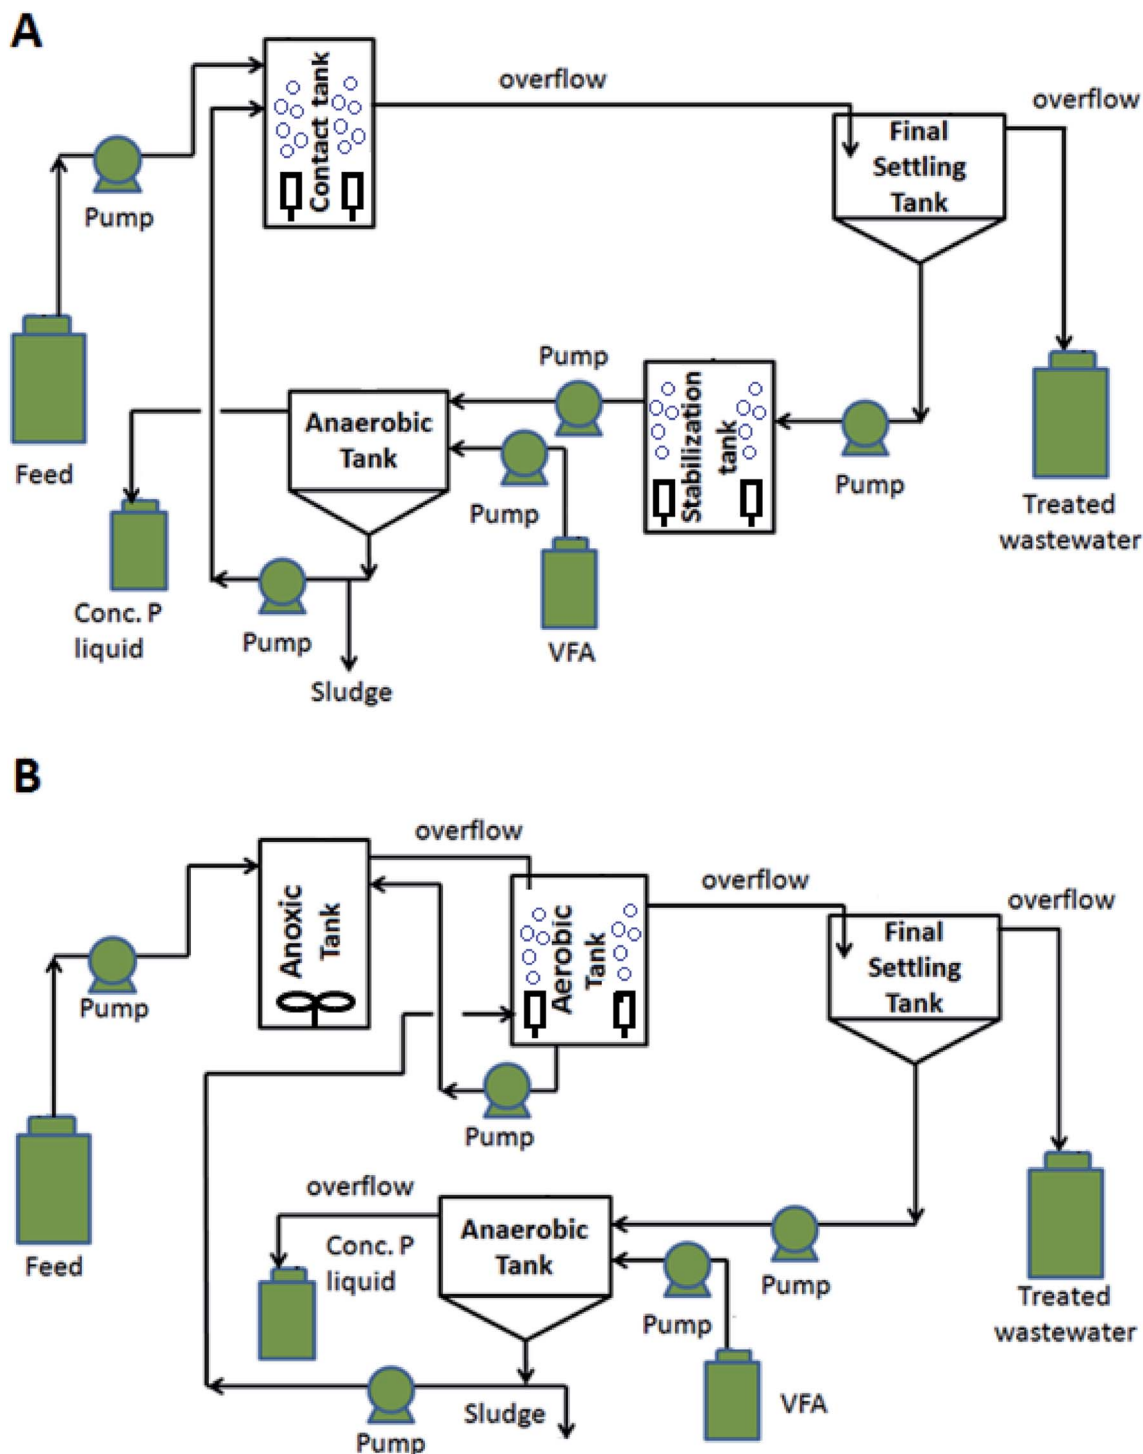 A
Contact tank
overflow
overflow
Final
Settling
Tank
Pump
Pump
Anaerobic
Tank
Stabilization
tank
Feed
Pump
Pump
Treated
wastewater
Conc. P
liquid
Pump
VFA
Sludge
B
overflow
overflow
overflow
Anoxic
Tank
Aerobic
Tank
Final
Settling
Tank
Pump
Pump
overflow
Conc. P
liquid
Anaerobic
Tank
Feed
Pump
Pump
Treated
wastewater
VFA
Sludge
Pump